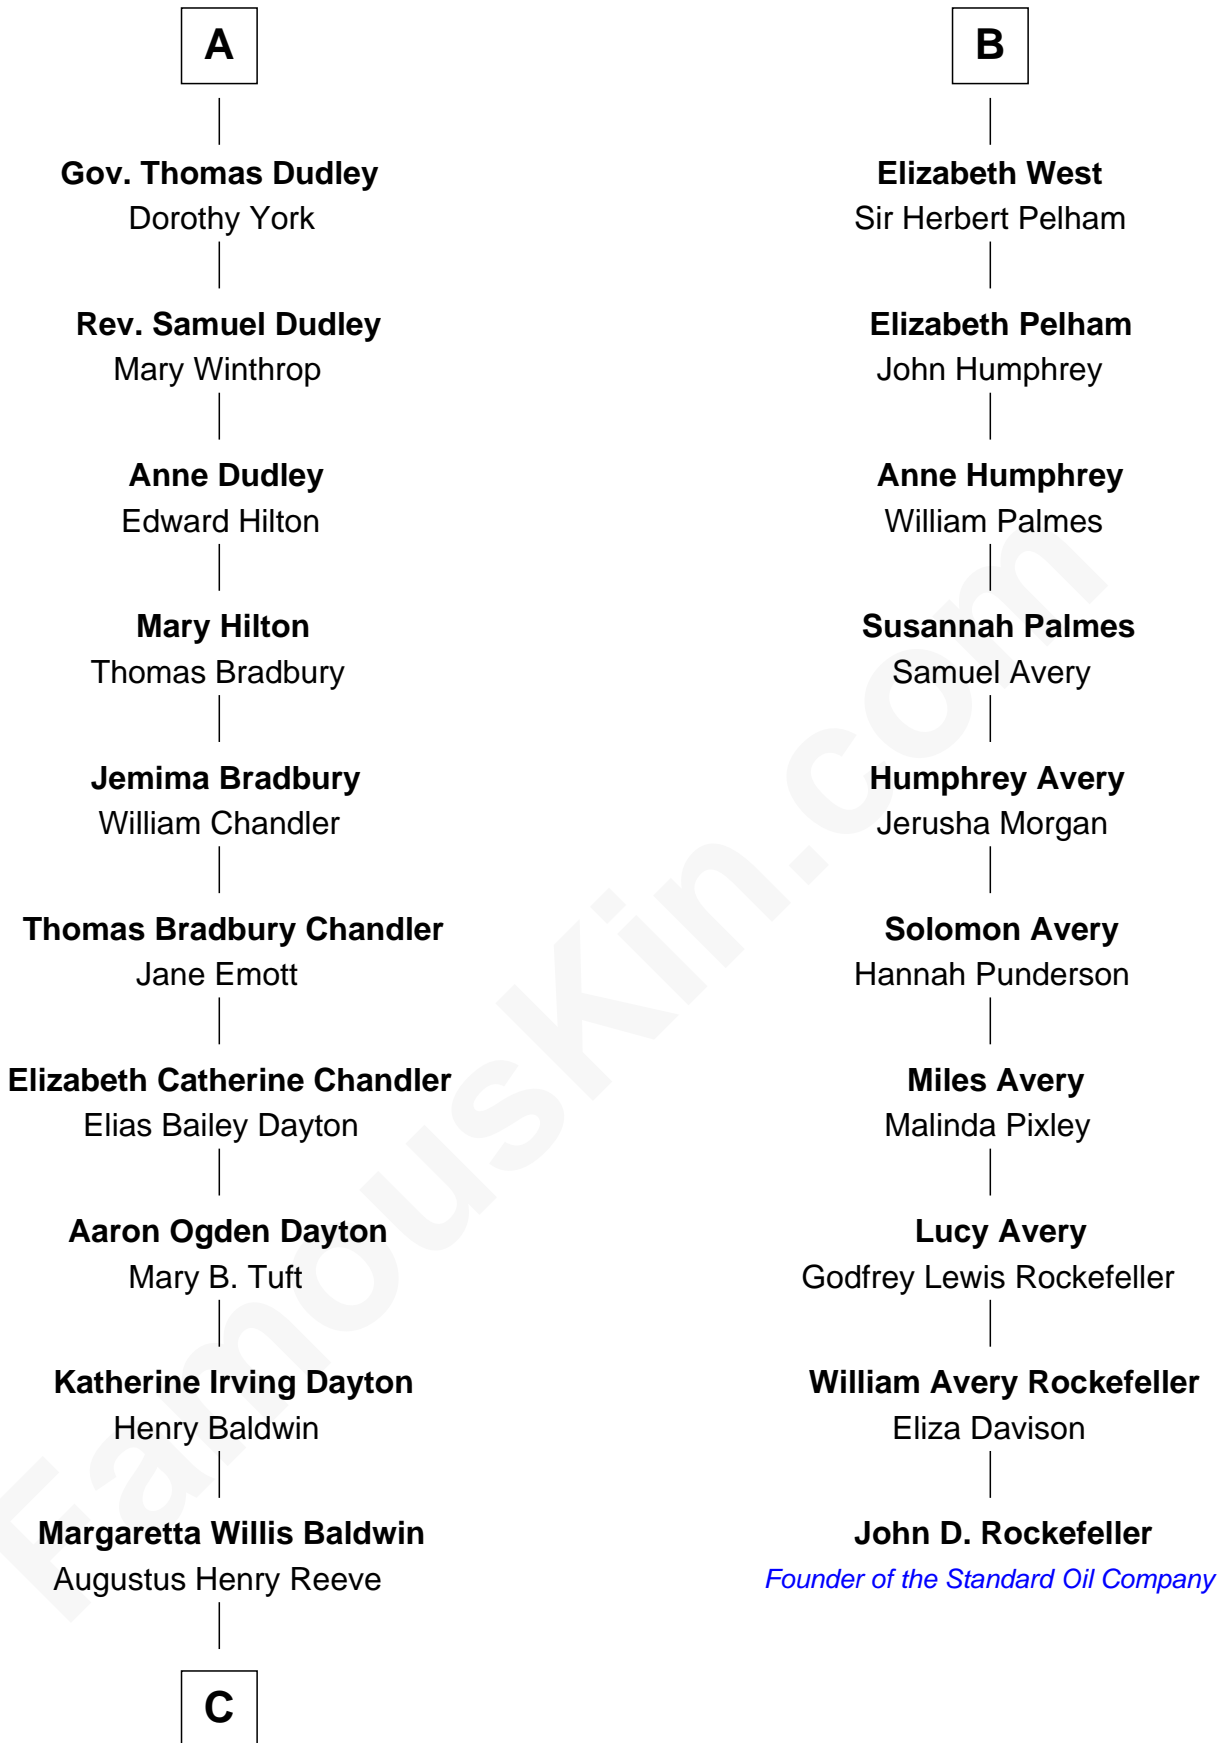 A
Gov. Thomas Dudley
Dorothy York
Rev. Samuel Dudley
Mary Winthrop
Anne Dudley
Edward Hilton
Mary Hilton
Thomas Bradbury
Jemima Bradbury
William Chandler
Thomas Bradbury Chandler
Jane Emott
Elizabeth Catherine Chandler
Elias Bailey Dayton
Aaron Ogden Dayton
Mary B. Tuft
Katherine Irving Dayton
Henry Baldwin
Margaretta Willis Baldwin
Augustus Henry Reeve
C
B
Elizabeth West
Sir Herbert Pelham
Elizabeth Pelham
John Humphrey
Anne Humphrey
William Palmes
Susannah Palmes
Samuel Avery
Humphrey Avery
Jerusha Morgan
Solomon Avery
Hannah Punderson
Miles Avery
Malinda Pixley
Lucy Avery
Godfrey Lewis Rockefeller
William Avery Rockefeller
Eliza Davison
John D. Rockefeller
Founder of the Standard Oil Company
FamousKin.com